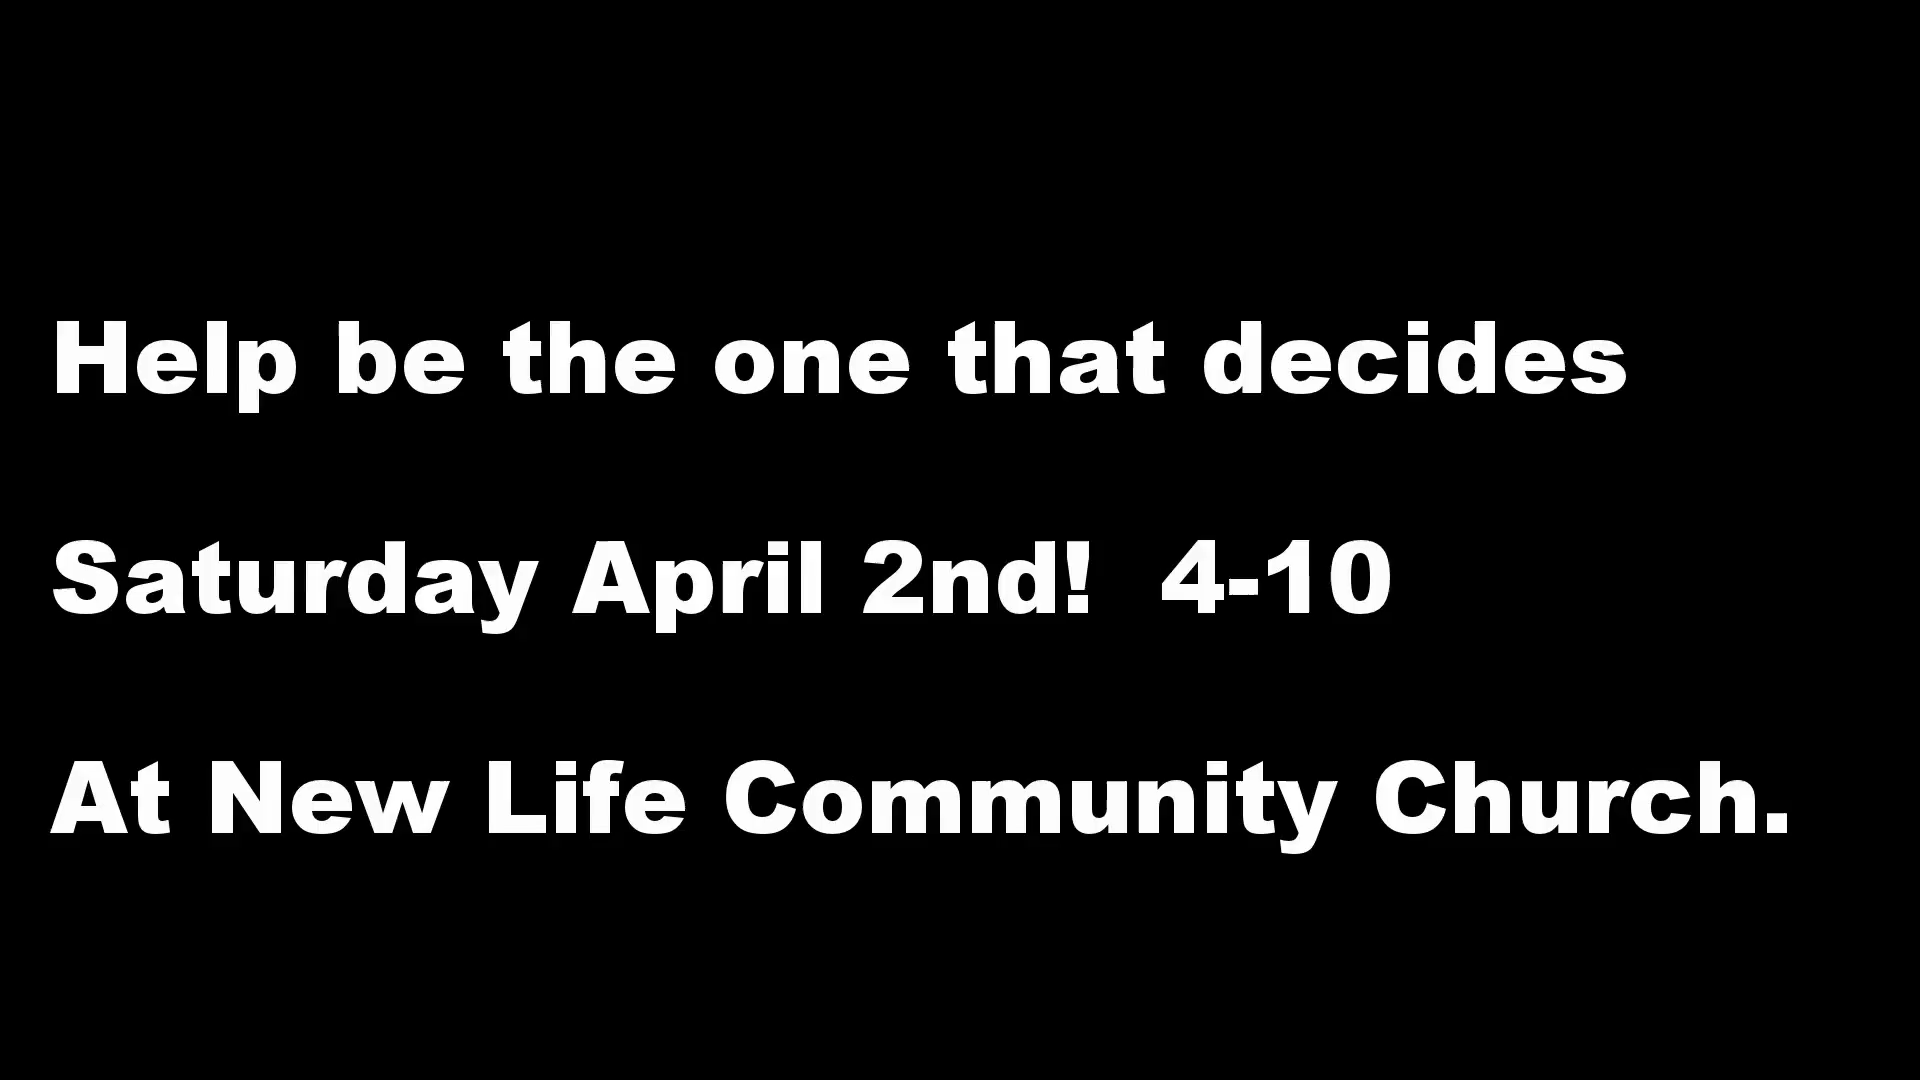 Help be the one that decides
Saturday April 2nd!  4-10
At New Life Community Church.